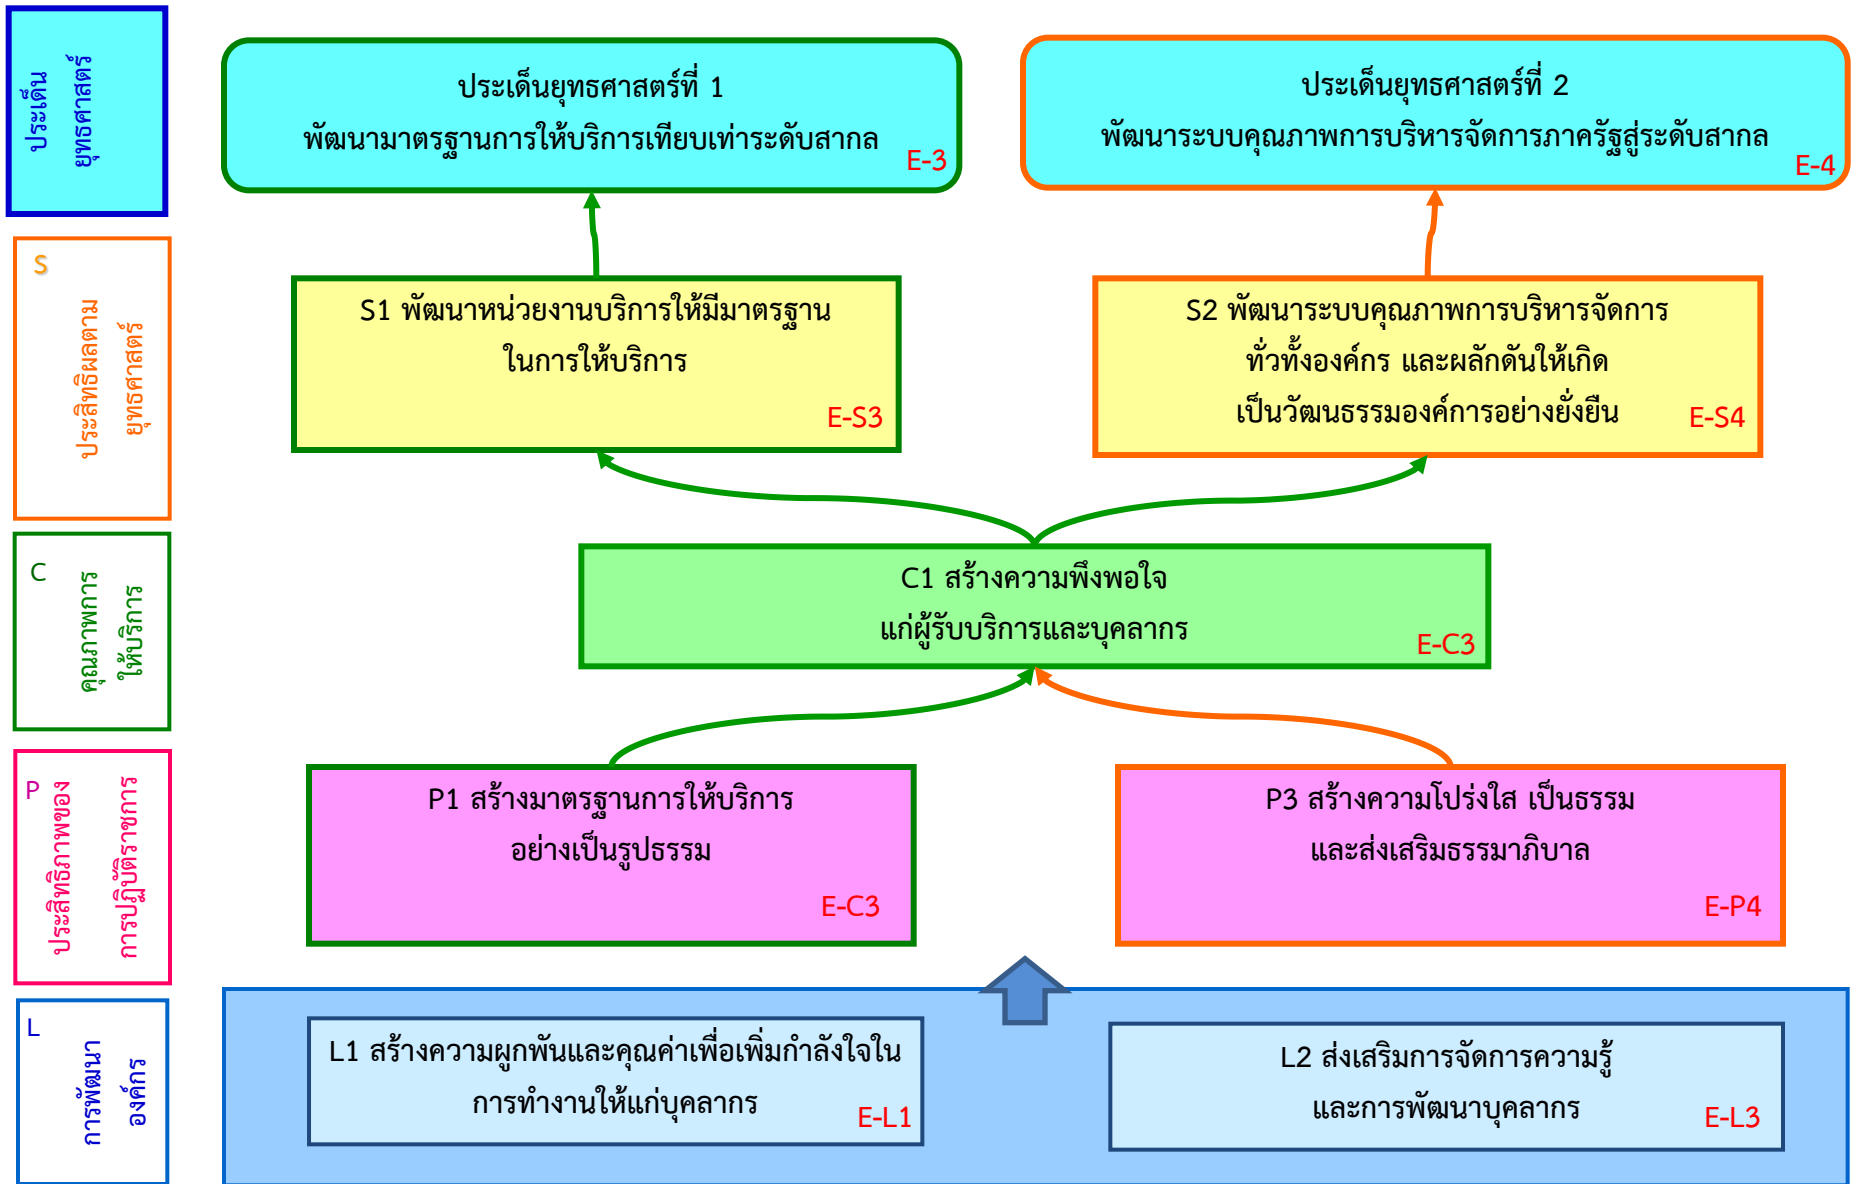 ประเด็น
ยุทธศาสตร์
ประเด็นยุทธศาสตร์ที่ 1
พัฒนามาตรฐานการให้บริการเทียบเท่าระดับสากล
E-3
ประเด็นยุทธศาสตร์ที่ 2
พัฒนาระบบคุณภาพการบริหารจัดการภาครัฐสู่ระดับสากล
E-4
S
ประสิทธิผลตาม
ยุทธศาสตร์
S1 พัฒนาหน่วยงานบริการให้มีมาตรฐาน
ในการให้บริการ
E-S3
S2 พัฒนาระบบคุณภาพการบริหารจัดการ
ทั่วทั้งองค์กร และผลักดันให้เกิด
เป็นวัฒนธรรมองค์การอย่างยั่งยืน
E-S4
C
คุณภาพการ
ให้บริการ
C1 สร้างความพึงพอใจ
แก่ผู้รับบริการและบุคลากร
E-C3
P
ประสิทธิภาพของ
การปฏิบัติราชการ
P1 สร้างมาตรฐานการให้บริการ
อย่างเป็นรูปธรรม
E-C3
P3 สร้างความโปร่งใส เป็นธรรม
และส่งเสริมธรรมาภิบาล
E-P4
L
การพัฒนา
องค์กร
L1 สร้างความผูกพันและคุณค่าเพื่อเพิ่มกำลังใจใน
การทำงานให้แก่บุคลากร
E-L1
L2 ส่งเสริมการจัดการความรู้
และการพัฒนาบุคลากร
E-L3